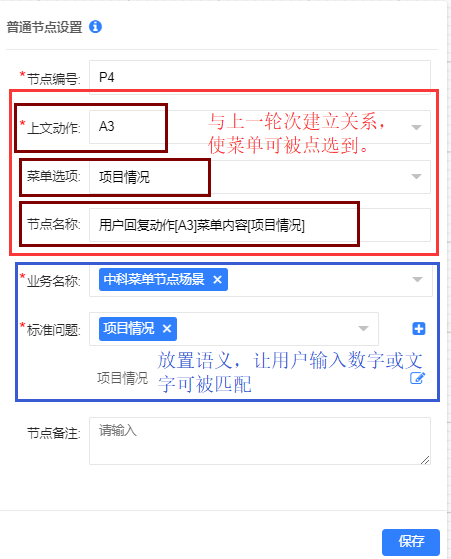 普通节点设置
*节点编号: P4
*上文动作: A3
与上一轮次建立关系，
使菜单可被点选到。
菜单选项: 项目情况
节点名称: 用户回复动作[A3]菜单内容[项目情况]
*业务名称: 中科菜单节点场景 ×
*标准问题: 项目情况 ×
项目情况
放置语义，让用户输入数字或文
字可被匹配
节点备注: 请输入
保存